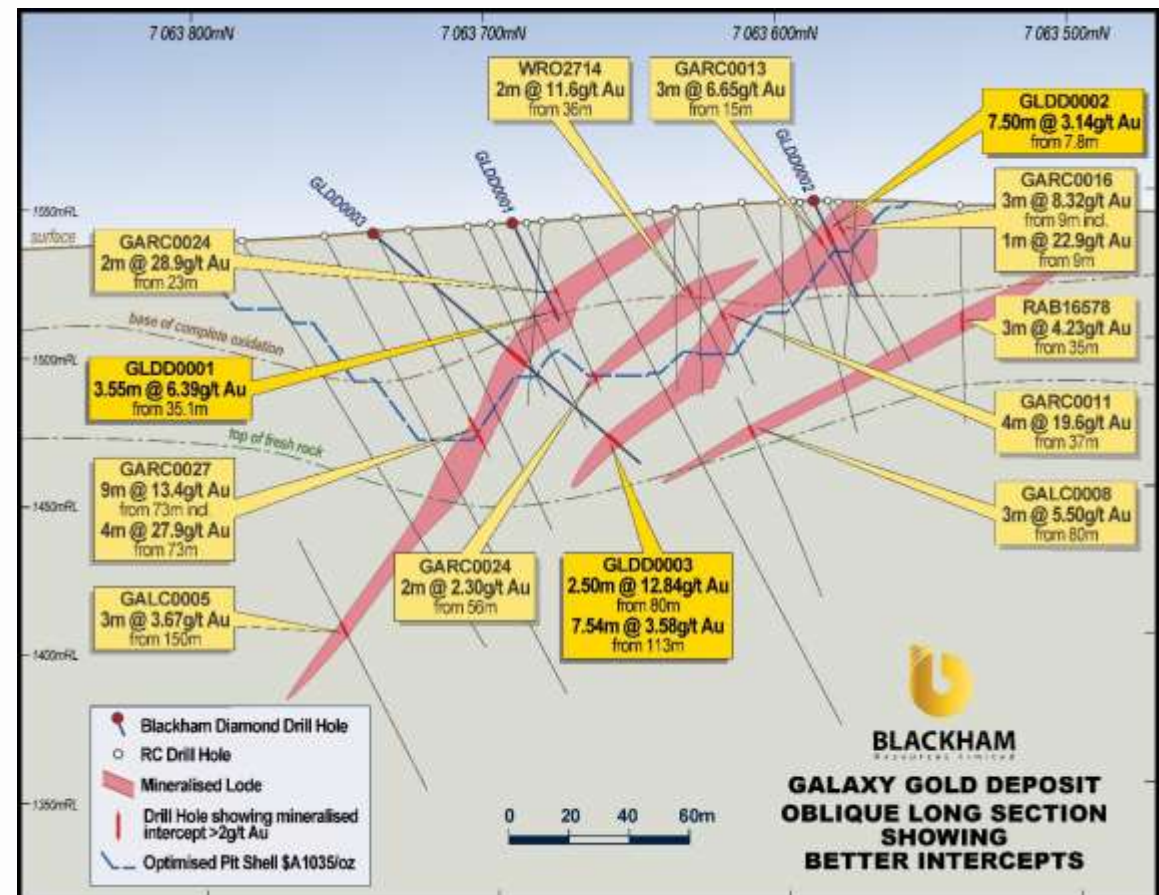 7 063 800mN
7 063 700mN
7 063 600mN
7 063 500mN
WRO2714
2m @ 11.6g/t Au
from 36m
GARC0013
3m @ 6.65g/t Au
from 15m
GLDD0002
7.50m @ 3.14g/t Au
from 7.8m
GLDD0003
GLDD0001
GLDD0002
GARC0016
3m @ 8.32g/t Au
from 9m incl.
1m @ 22.9g/t Au
from 9m
1550mRL
surface
GARC0024
2m @ 28.9g/t Au
from 23m
base of complete oxidation
RAB16578
3m @ 4.23g/t Au
from 35m
1500mRL
GLDD0001
3.55m @ 6.39g/t Au
from 35.1m
GARC0011
4m @ 19.6g/t Au
from 37m
top of fresh rock
GARC0027
9m @ 13.4g/t Au
from 73m incl.
4m @ 27.9g/t Au
from 73m
1450mRL
GALC0008
3m @ 5.50g/t Au
from 80m
GARC0024
2m @ 2.30g/t Au
from 56m
GLDD0003
2.50m @ 12.84g/t Au
from 80m
7.54m @ 3.58g/t Au
from 113m
GALC0005
3m @ 3.67g/t Au
from 150m
1400mRL
Blackham Diamond Drill Hole
RC Drill Hole
Mineralised Lode
Drill Hole showing mineralised
intercept >2g/t Au
Optimised Pit Shell $A1035/oz
1350mRL
0 20 40 60m
BLACKHAM
Resources Limited
GALAXY GOLD DEPOSIT
OBLIQUE LONG SECTION
SHOWING
BETTER INTERCEPTS